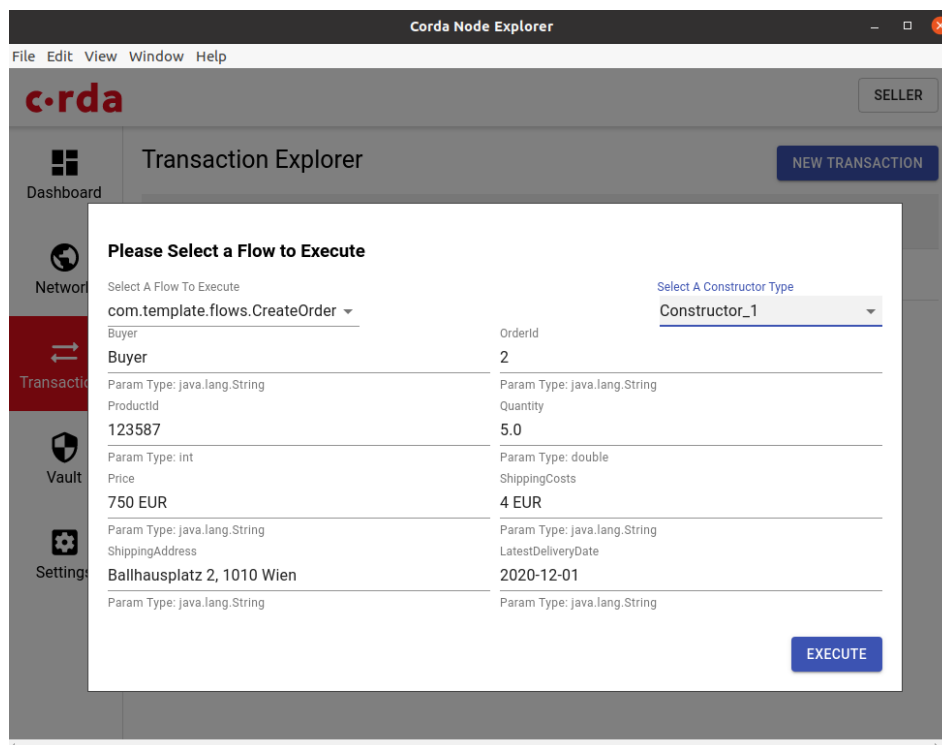 Corda Node Explorer
File Edit View Window Help
c•rda
SELLER
Transaction Explorer
NEW TRANSACTION
Dashboard
Network
Transactio
Vault
Settings
Please Select a Flow to Execute
Select A Flow To Execute
Select A Constructor Type
com.template.flows.CreateOrder
Constructor_1
Buyer
OrderId
Buyer
2
Param Type: java.lang.String
Param Type: java.lang.String
ProductId
Quantity
123587
5.0
Param Type: int
Param Type: double
Price
ShippingCosts
750 EUR
4 EUR
Param Type: java.lang.String
Param Type: java.lang.String
ShippingAddress
LatestDeliveryDate
Ballhausplatz 2, 1010 Wien
2020-12-01
Param Type: java.lang.String
Param Type: java.lang.String
EXECUTE